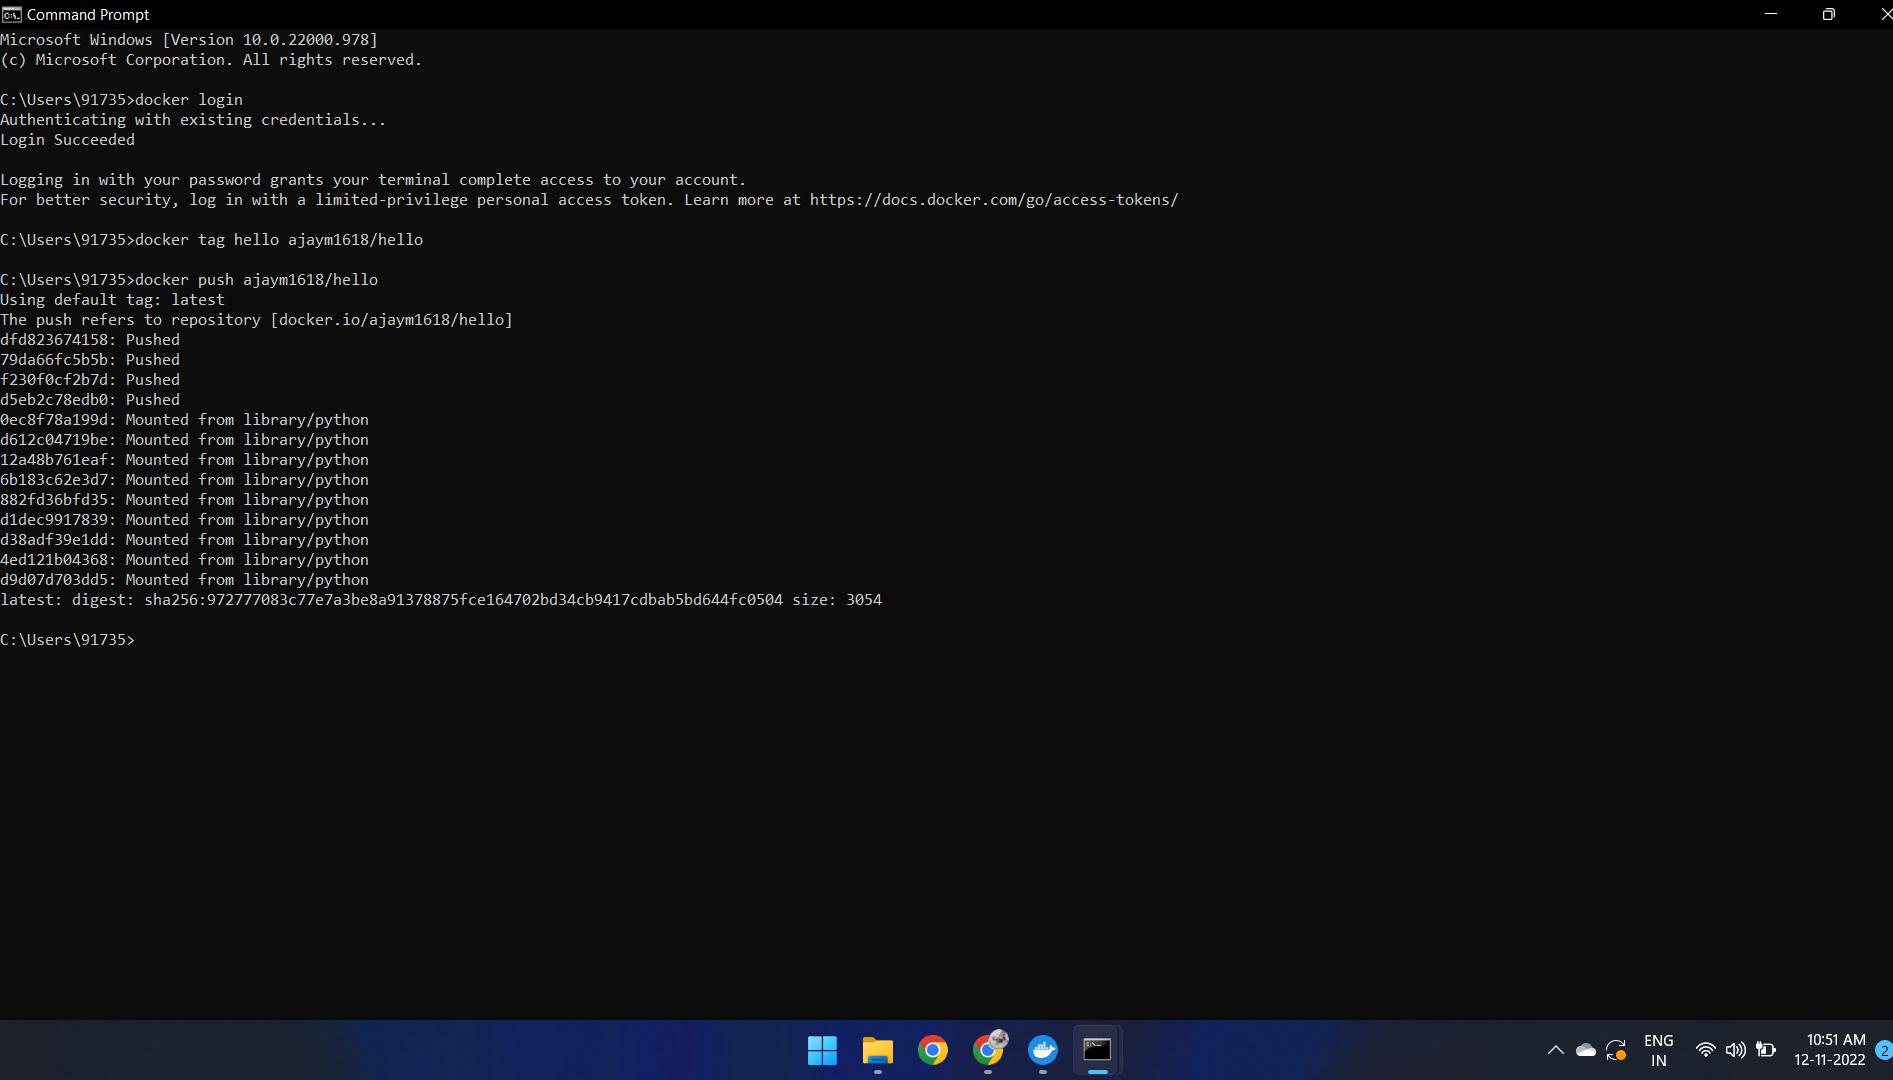 Command Prompt
Microsoft Windows [Version 10.0.22000.978]
(c) Microsoft Corporation. All rights reserved.
C:\Users\91735>docker login
Authenticating with existing credentials...
Login Succeeded
Logging in with your password grants your terminal complete access to your account.
For better security, log in with a limited-privilege personal access token. Learn more at https://docs.docker.com/go/access-tokens/
C:\Users\91735>docker tag hello ajaym1618/hello
C:\Users\91735>docker push ajaym1618/hello
Using default tag: latest
The push refers to repository [docker.io/ajaym1618/hello]
dfd823674158: Pushed
79da66fc5b5b: Pushed
f230f0cf2b7d: Pushed
d5eb2c78edb0: Pushed
0ec8f78a199d: Mounted from library/python
d612c04719be: Mounted from library/python
12a48b761eaf: Mounted from library/python
6b183c62e3d7: Mounted from library/python
882fd36bfd35: Mounted from library/python
d1dec9917839: Mounted from library/python
d38adf39e1dd: Mounted from library/python
4ed121b04368: Mounted from library/python
d9d07d703dd5: Mounted from library/python
latest: digest: sha256:972777083c77e7a3be8a91378875fce164702bd34cb9417cdbab5bd644fc0504 size: 3054
C:\Users\91735>
ENG
IN
10:51 AM
12-11-2022
2